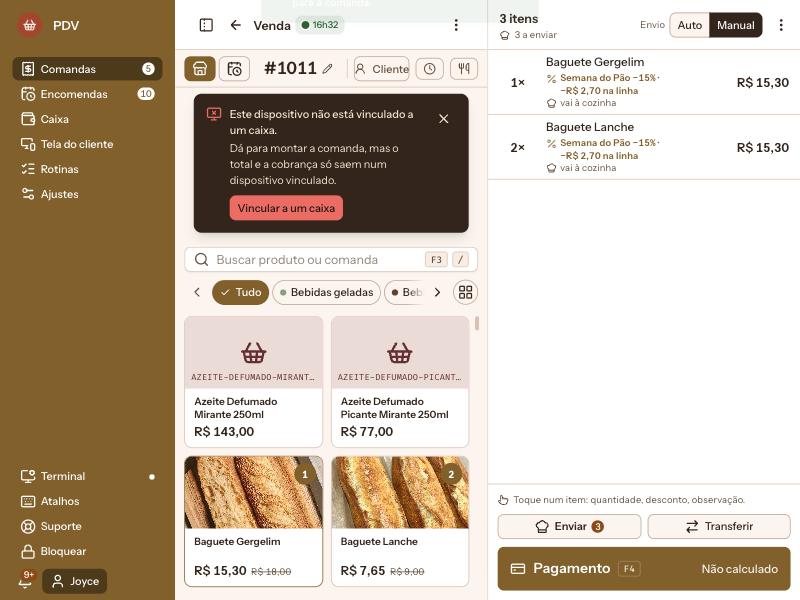 PDV
Comandas 5
Encomendas 10
Caixa
Tela do cliente
Rotinas
Ajustes
Terminal
Atalhos
Suporte
Bloquear
9+ Joyce
para a comanda.
Venda 16h32
#1011 Cliente
Este dispositivo não está vinculado a
um caixa.
Dá para montar a comanda, mas o
total e a cobrança só saem num
dispositivo vinculado.
Vincular a um caixa
Buscar produto ou comanda F3 /
Tudo Bebidas geladas Beb
AZEITE-DEFUMADO-MIRANT… AZEITE-DEFUMADO-PICANT…
Azeite Defumado
Mirante 250ml
R$ 143,00
Azeite Defumado
Picante Mirante 250ml
R$ 77,00
1
Baguete Gergelim
R$ 15,30 R$ 18,00
2
Baguete Lanche
R$ 7,65 R$ 9,00
3 itens
3 a enviar
Envio Auto Manual
Baguete Gergelim
1× Semana do Pão −15% · R$ 15,30
−R$ 2,70 na linha
vai à cozinha
Baguete Lanche
2× Semana do Pão −15% · R$ 15,30
−R$ 2,70 na linha
vai à cozinha
Toque num item: quantidade, desconto, observação.
Enviar 3 Transferir
Pagamento F4 Não calculado